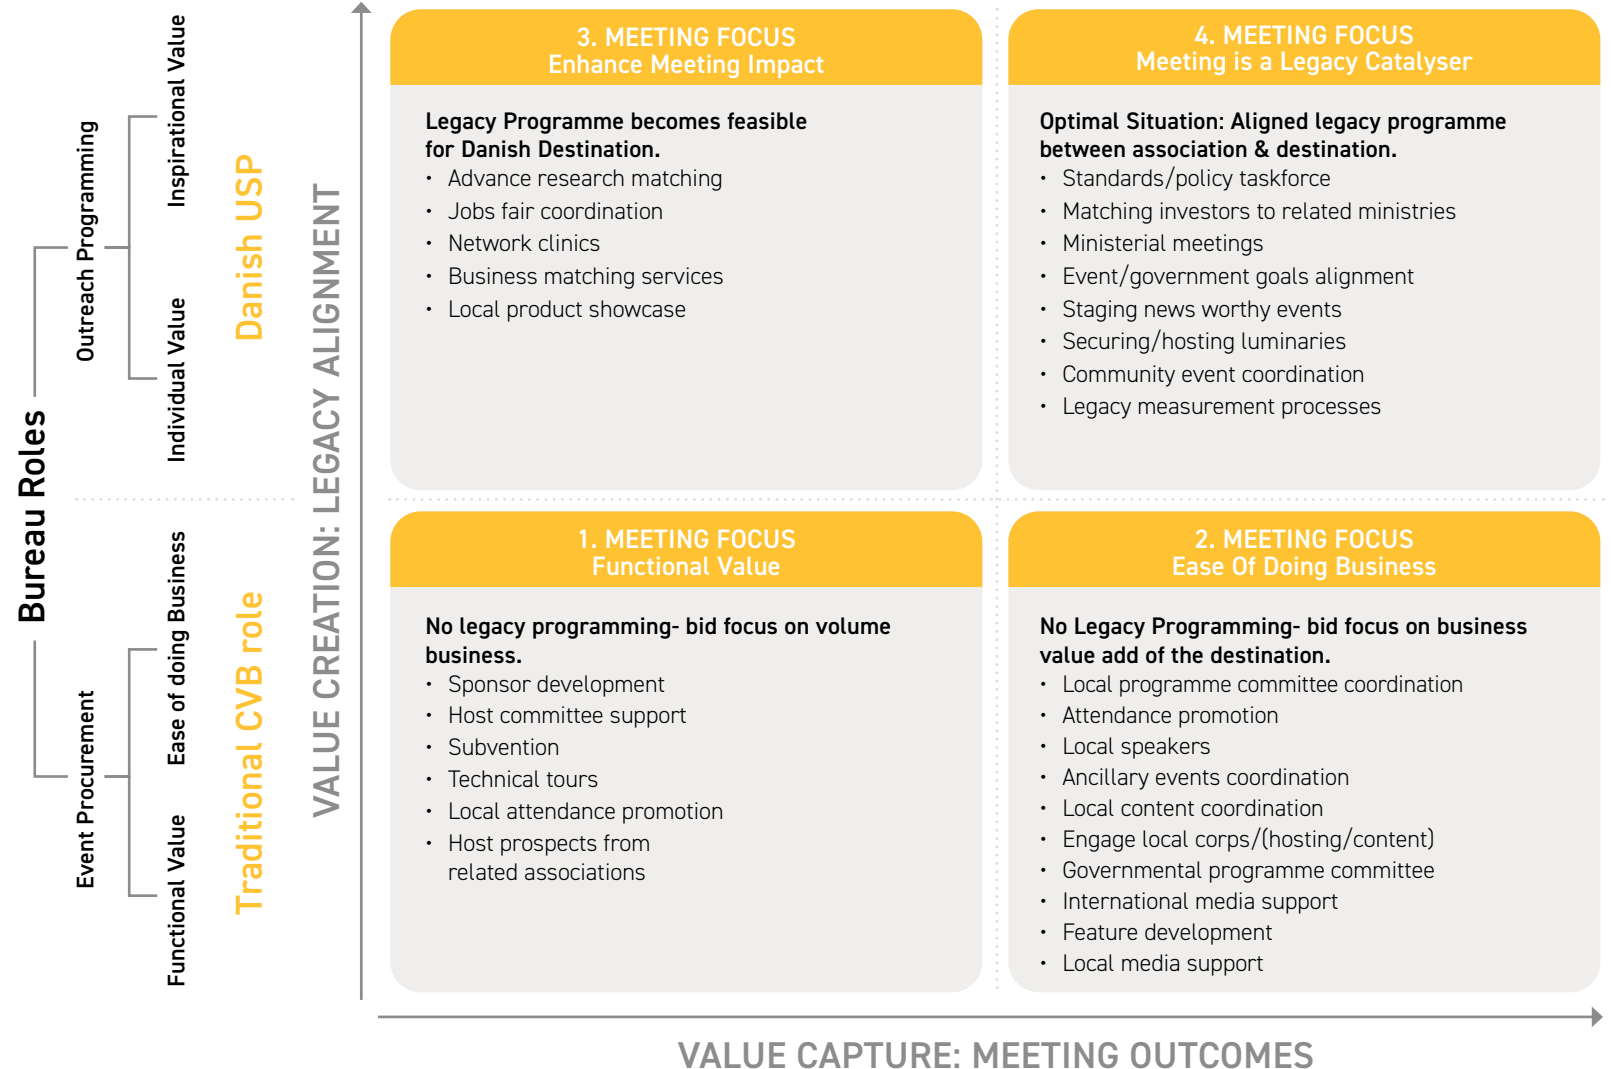 Bureau Roles
Outreach Programming
Inspirational Value
Individual Value
Danish USP
Event Procurement
Ease of doing Business
Functional Value
Traditional CVB role
VALUE CREATION: LEGACY ALIGNMENT
3. MEETING FOCUS
Enhance Meeting Impact
Legacy Programme becomes feasible
for Danish Destination.
• Advance research matching
• Jobs fair coordination
• Network clinics
• Business matching services
• Local product showcase
4. MEETING FOCUS
Meeting is a Legacy Catalyser
Optimal Situation: Aligned legacy programme
between association & destination.
• Standards/policy taskforce
• Matching investors to related ministries
• Ministerial meetings
• Event/government goals alignment
• Staging news worthy events
• Securing/hosting luminaries
• Community event coordination
• Legacy measurement processes
1. MEETING FOCUS
Functional Value
No legacy programming- bid focus on volume
business.
• Sponsor development
• Host committee support
• Subvention
• Technical tours
• Local attendance promotion
• Host prospects from
related associations
2. MEETING FOCUS
Ease Of Doing Business
No Legacy Programming- bid focus on business
value add of the destination.
• Local programme committee coordination
• Attendance promotion
• Local speakers
• Ancillary events coordination
• Local content coordination
• Engage local corps/(hosting/content)
• Governmental programme committee
• International media support
• Feature development
• Local media support
VALUE CAPTURE: MEETING OUTCOMES